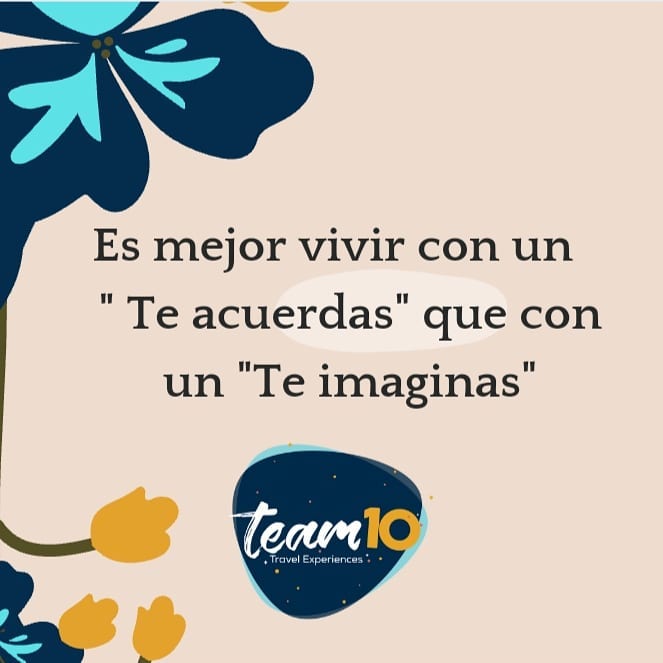 Es mejor vivir con un
" Te acuerdas" que con
un "Te imaginas"
team10
Travel Experiences